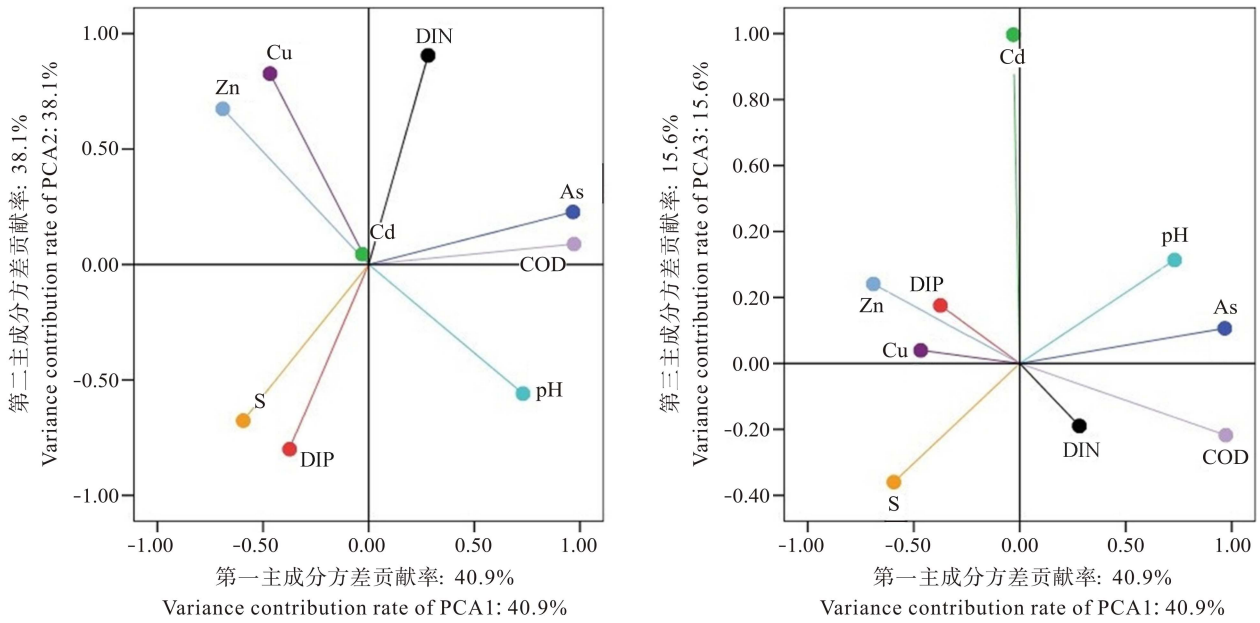 第二主成分方差贡献率: 38.1%
Variance contribution rate of PCA2: 38.1%
1.00
0.50
0.00
-0.50
-1.00
DIN
Cu
Zn
As
Cd
COD
pH
S
DIP
-1.00
-0.50
0.00
0.50
1.00
第一主成分方差贡献率: 40.9%
Variance contribution rate of PCA1: 40.9%
第三主成分方差贡献率: 15.6%
Variance contribution rate of PCA3: 15.6%
1.00
0.80
0.60
0.20
0.20
0.00
-0.20
-0.40
Cd
pH
Zn
DIP
As
Cu
DIN
COD
S
-1.00
-0.50
0.00
0.50
1.00
第一主成分方差贡献率: 40.9%
Variance contribution rate of PCA1: 40.9%